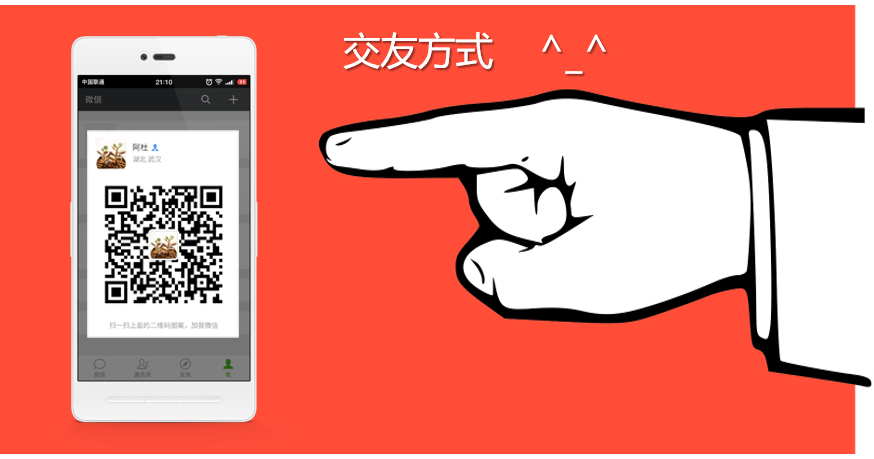 交友方式 ^_^
中国联通 21:10
微信
阿杜
湖北 武汉
扫一扫上面的二维码图案，加我微信
微信 通讯录 发现 我